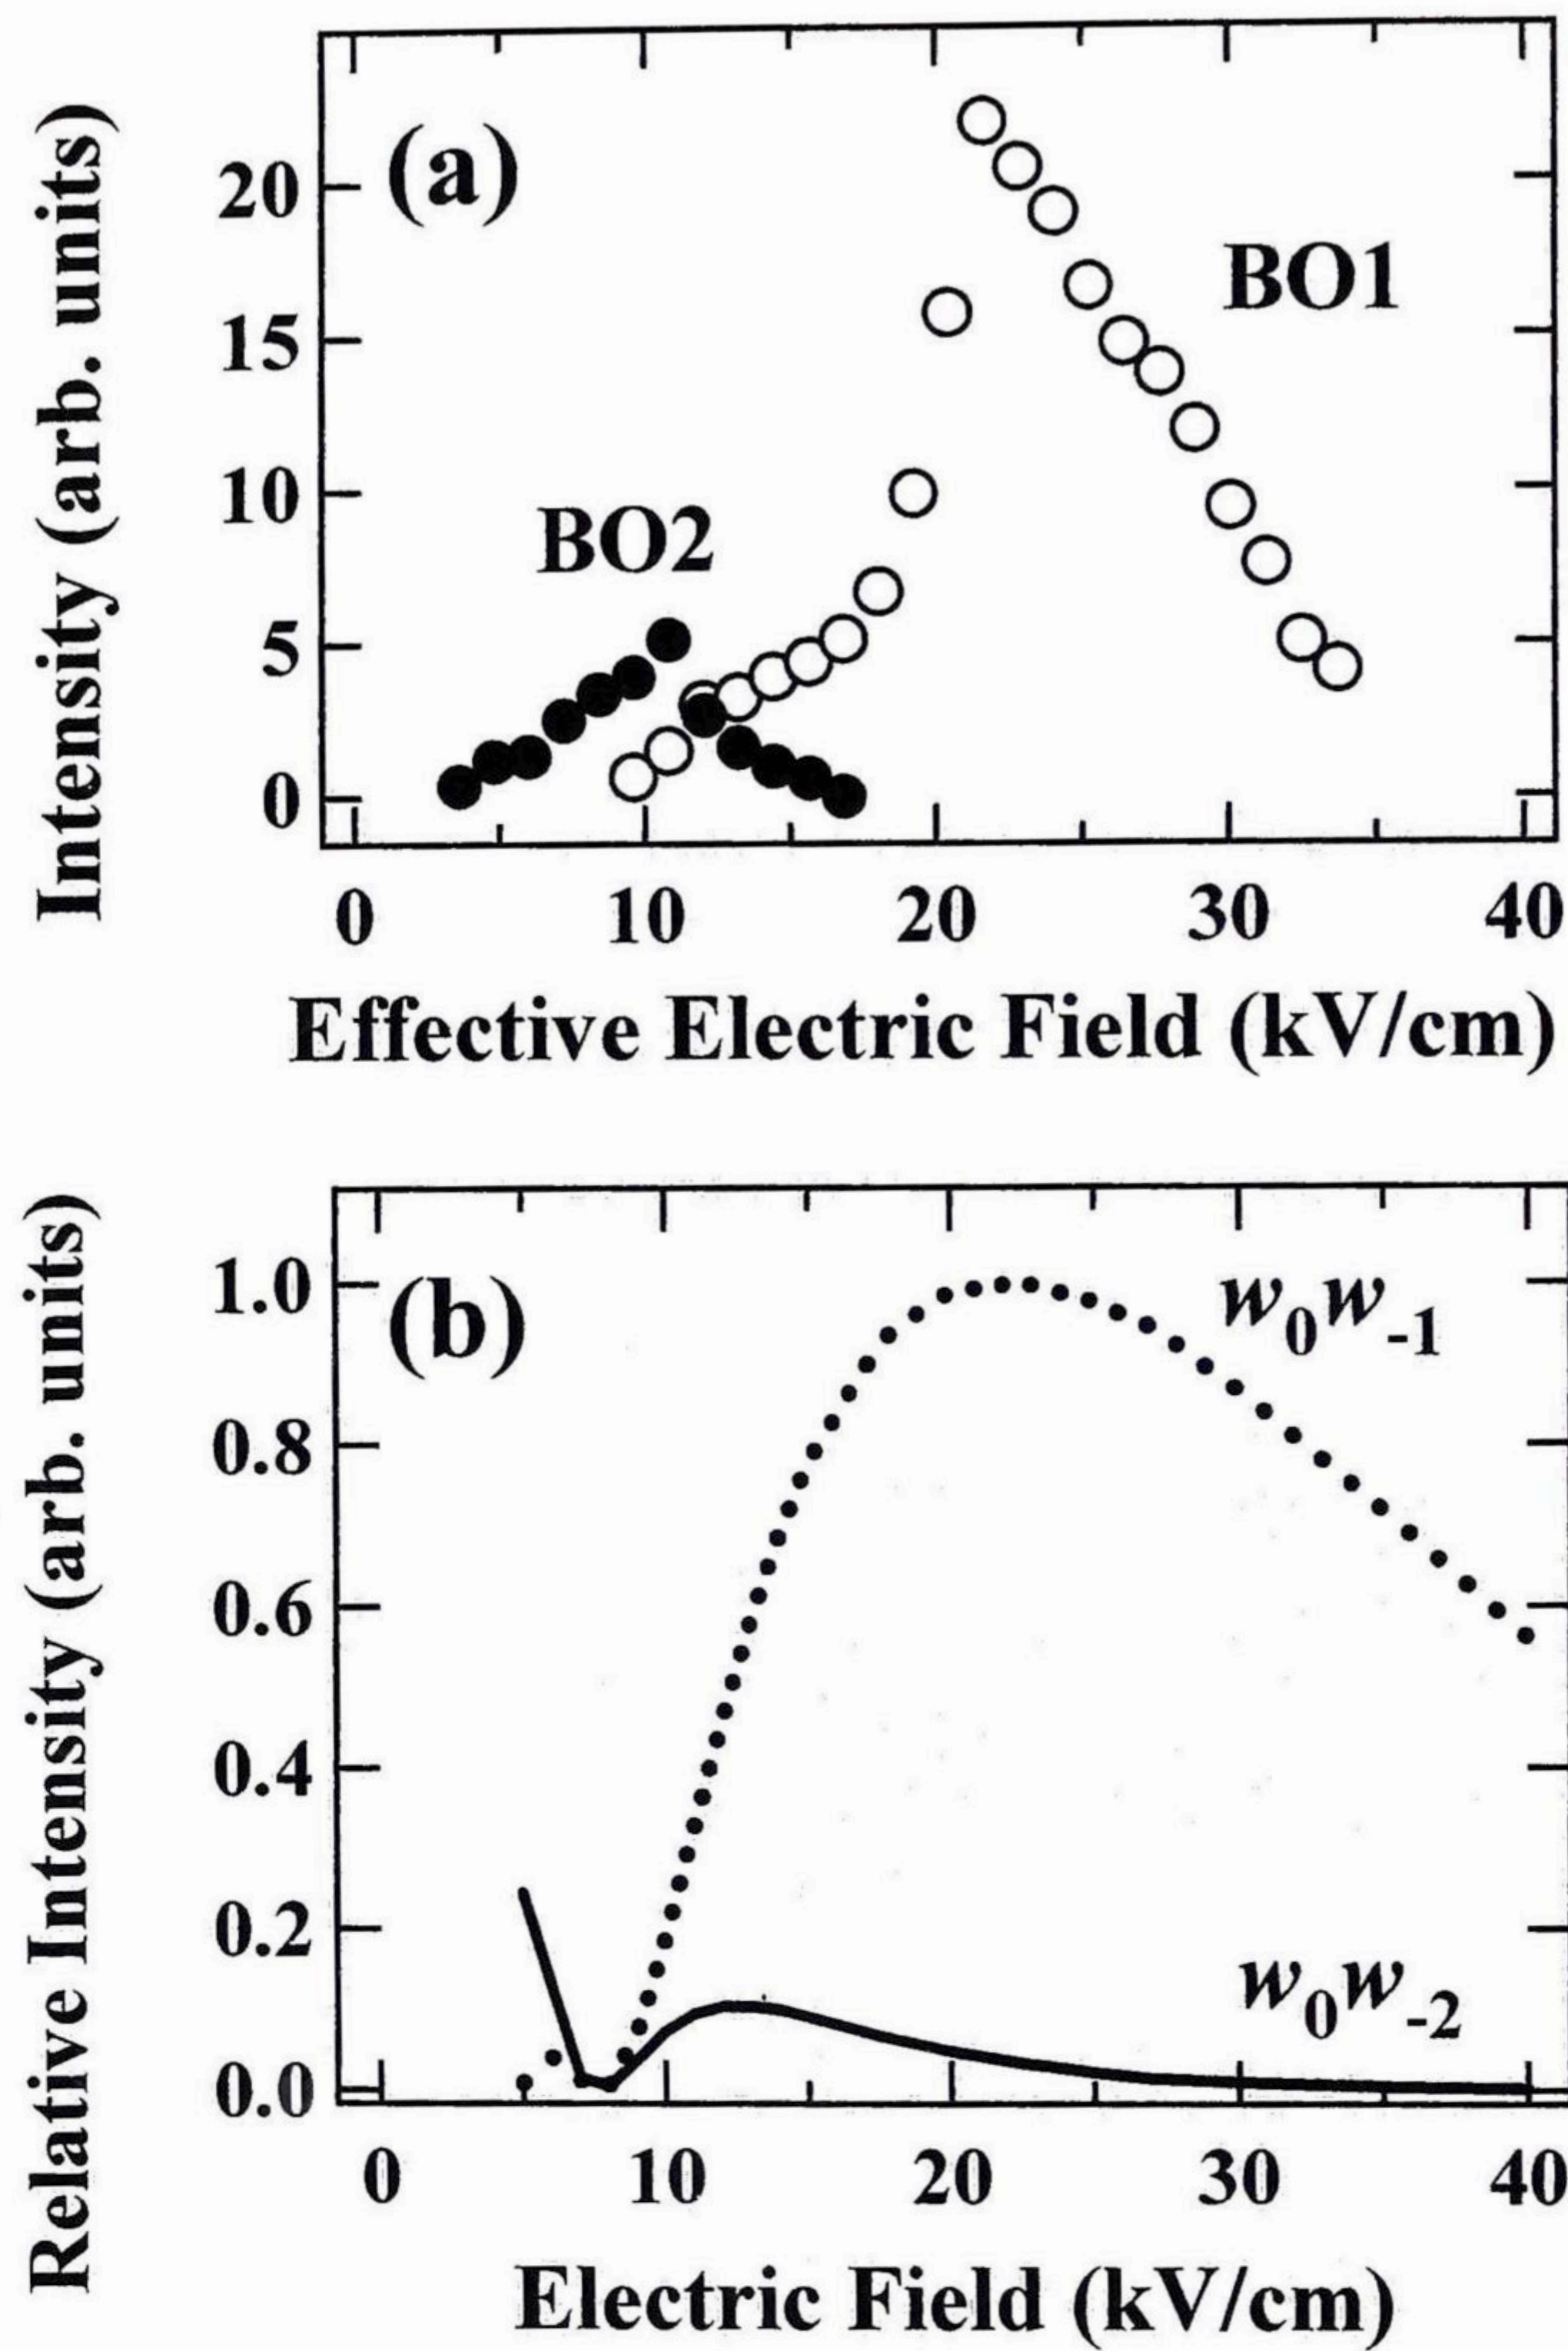 (a)
20
15
10
5
0
BO1
BO2
Intensity (arb. units)
0 10 20 30 40
Effective Electric Field (kV/cm)
(b)
1.0
0.8
0.6
0.4
0.2
0.0
w0w-1
w0w-2
Relative Intensity (arb. units)
0 10 20 30 40
Electric Field (kV/cm)